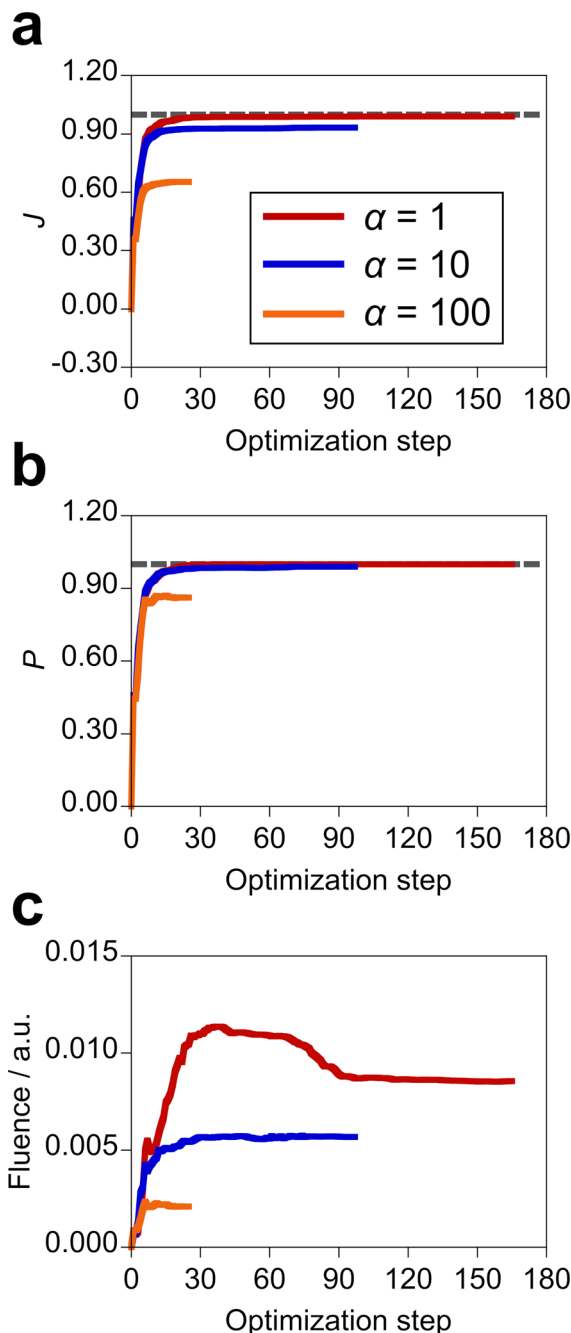 a
1.20
0.90
0.60
0.30
0.00
-0.30
J
α = 1
α = 10
α = 100
0 30 60 90 120 150 180
Optimization step
b
1.20
0.90
0.60
0.30
0.00
P
0 30 60 90 120 150 180
Optimization step
c
0.015
0.010
0.005
0.000
Fluence / a.u.
0 30 60 90 120 150 180
Optimization step